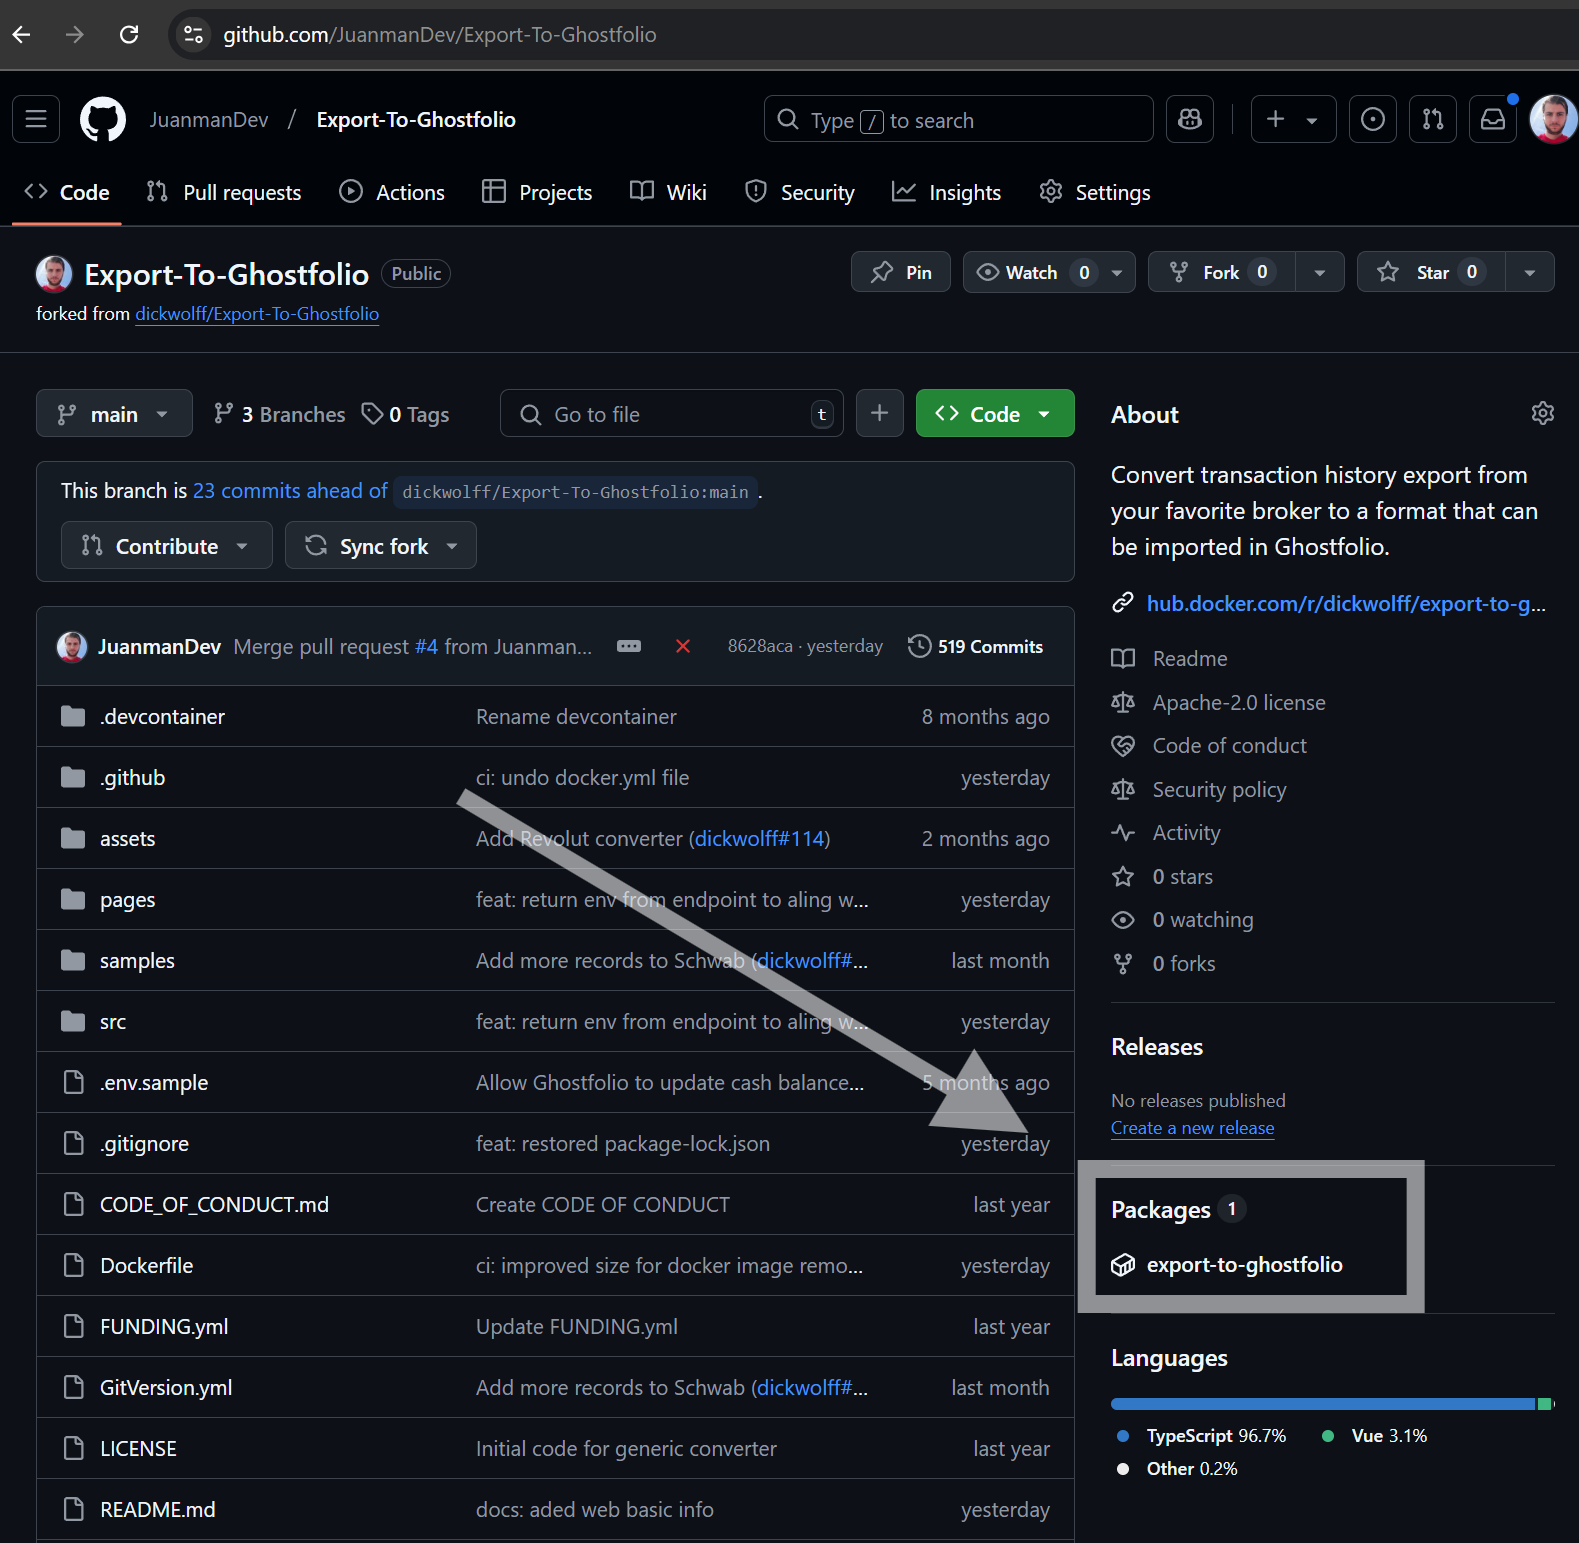 github.com/JuanmanDev/Export-To-Ghostfolio
JuanmanDev / Export-To-Ghostfolio
Type / to search
Code Pull requests Actions Projects Wiki Security Insights Settings
Export-To-Ghostfolio Public
Pin Watch 0 Fork 0 Star 0
forked from dickwolff/Export-To-Ghostfolio
main 3 Branches 0 Tags Go to file t + Code
This branch is 23 commits ahead of dickwolff/Export-To-Ghostfolio:main .
Contribute Sync fork
JuanmanDev Merge pull request #4 from Juanman... 8628aca · yesterday 519 Commits
.devcontainer Rename devcontainer 8 months ago
.github ci: undo docker.yml file yesterday
assets Add Revolut converter (dickwolff#114) 2 months ago
pages feat: return env from endpoint to aling w... yesterday
samples Add more records to Schwab (dickwolff#... last month
src feat: return env from endpoint to aling w... yesterday
.env.sample Allow Ghostfolio to update cash balance... 5 months ago
.gitignore feat: restored package-lock.json yesterday
CODE_OF_CONDUCT.md Create CODE OF CONDUCT last year
Dockerfile ci: improved size for docker image remo... yesterday
FUNDING.yml Update FUNDING.yml last year
GitVersion.yml Add more records to Schwab (dickwolff#... last month
LICENSE Initial code for generic converter last year
README.md docs: aded web basic info yesterday
About
Convert transaction history export from
your favorite broker to a format that can
be imported in Ghostfolio.
hub.docker.com/r/dickwolff/export-to-g...
Readme
Apache-2.0 license
Code of conduct
Security policy
Activity
0 stars
0 watching
0 forks
Releases
No releases published
Create a new release
Packages 1
export-to-ghostfolio
Languages
TypeScript 96.7% Vue 3.1%
Other 0.2%